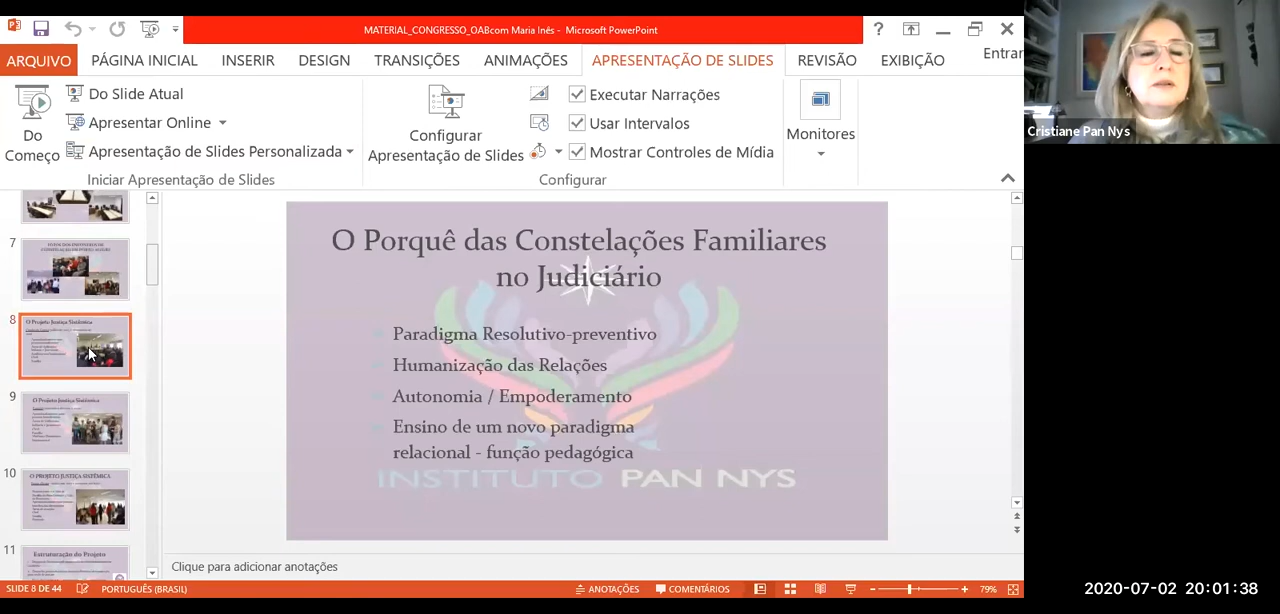 MATERIAL_CONGRESSO_OABcom Maria Inês - Microsoft PowerPoint
?
Entrar
ARQUIVO PÁGINA INICIAL INSERIR DESIGN TRANSIÇÕES ANIMAÇÕES APRESENTAÇÃO DE SLIDES REVISÃO EXIBIÇÃO
Do Começo
Do Slide Atual
Apresentar Online
Apresentação de Slides Personalizada
Iniciar Apresentação de Slides
Configurar
Apresentação de Slides
Executar Narrações
Usar Intervalos
Mostrar Controles de Mídia
Configurar
Monitores
Cristiane Pan Nys
7
8
O Projeto Justiça Sistêmica
9
O Projeto Justiça Sistêmica
10
O PROJETO JUSTIÇA SISTÊMICA
11
Estruturação do Projeto
O Porquê das Constelações Familiares
no Judiciário
Paradigma Resolutivo-preventivo
Humanização das Relações
Autonomia / Empoderamento
Ensino de um novo paradigma
relacional - função pedagógica
INSTITUTO PAN NYS
Clique para adicionar anotações
SLIDE 8 DE 44 PORTUGUÊS (BRASIL) ANOTAÇÕES COMENTÁRIOS 79%
2020-07-02 20:01:38